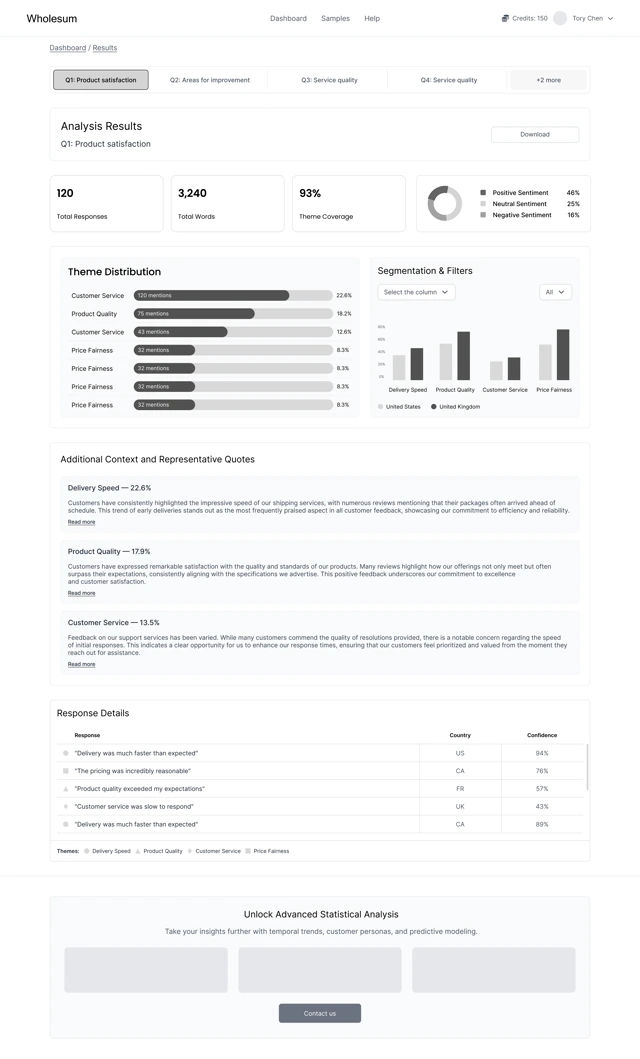 Wholesum
Dashboard Samples Help
Credits: 150 Tory Chen
Dashboard / Results
Q1: Product satisfaction Q2: Areas for improvement Q3: Service quality Q4: Service quality +2 more
Analysis Results
Q1: Product satisfaction
Download
120
Total Responses
3,240
Total Words
93%
Theme Coverage
Positive Sentiment 46%
Neutral Sentiment 25%
Negative Sentiment 16%
Theme Distribution
Customer Service 120 mentions 22.6%
Product Quality 75 mentions 18.2%
Customer Service 43 mentions 12.6%
Price Fairness 32 mentions 8.3%
Price Fairness 32 mentions 8.3%
Price Fairness 32 mentions 8.3%
Price Fairness 32 mentions 8.3%
Segmentation & Filters
Select the column All
80%
60%
40%
20%
0%
Delivery Speed Product Quality Customer Service Price Fairness
United States United Kingdom
Additional Context and Representative Quotes
Delivery Speed — 22.6%
Customers have consistently highlighted the impressive speed of our shipping services, with numerous reviews mentioning that their packages often arrived ahead of
schedule. This trend of early deliveries stands out as the most frequently praised aspect in all customer feedback, showcasing our commitment to efficiency and reliability.
Read more
Product Quality — 17.9%
Customers have expressed remarkable satisfaction with the quality and standards of our products. Many reviews highlight how our offerings not only meet but often
surpass their expectations, consistently aligning with the specifications we advertise. This positive feedback underscores our commitment to excellence
and customer satisfaction.
Read more
Customer Service — 13.5%
Feedback on our support services has been varied. While many customers commend the quality of resolutions provided, there is a notable concern regarding the speed
of initial responses. This indicates a clear opportunity for us to enhance our response times, ensuring that our customers feel prioritized and valued from the moment they
reach out for assistance.
Read more
Response Details
Response Country Confidence
"Delivery was much faster than expected" US 94%
"The pricing was incredibly reasonable" CA 76%
"Product quality exceeded my expectations" FR 57%
"Customer service was slow to respond" UK 43%
"Delivery was much faster than expected" CA 89%
Themes: Delivery Speed Product Quality Customer Service Price Fairness
Unlock Advanced Statistical Analysis
Take your insights further with temporal trends, customer personas, and predictive modeling.
Contact us